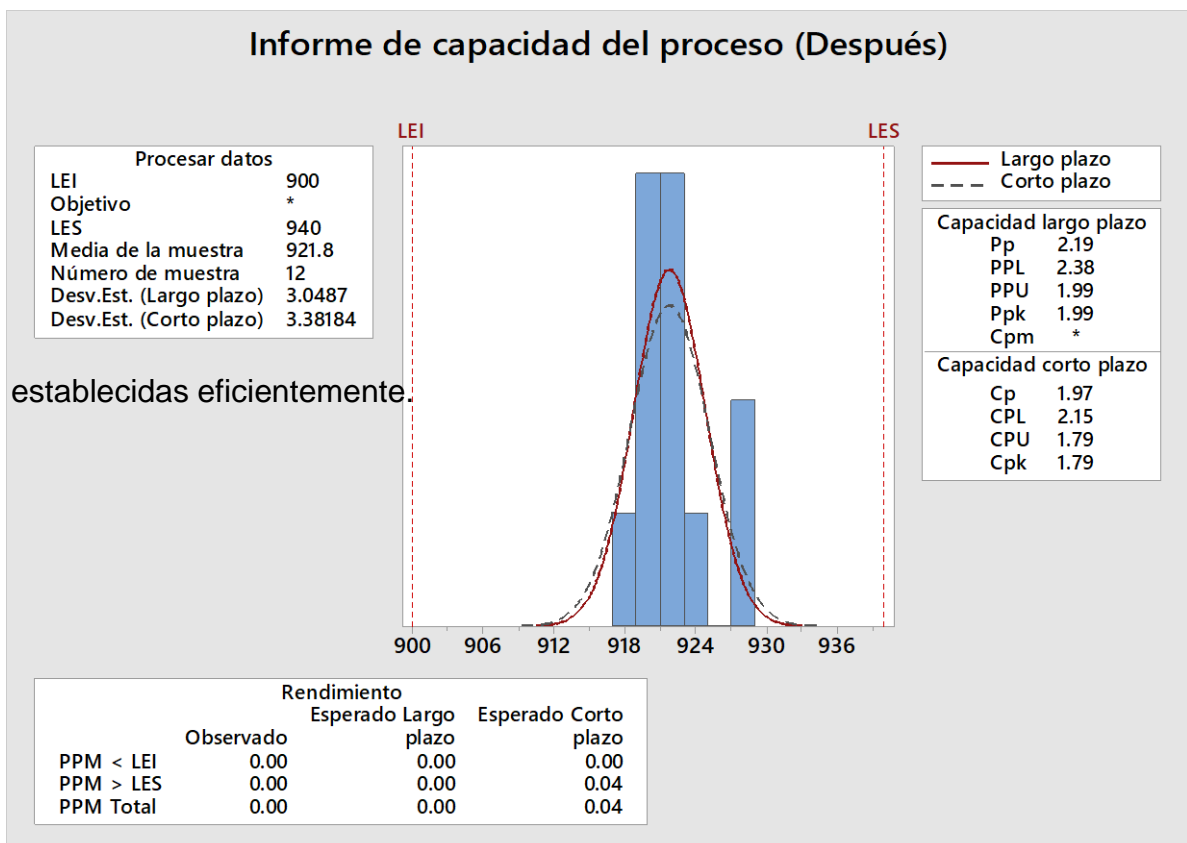 Informe de capacidad del proceso (Después)
LEI LES
Procesar datos
LEI 900
Objetivo *
LES 940
Media de la muestra 921.8
Número de muestra 12
Desv.Est. (Largo plazo) 3.0487
Desv.Est. (Corto plazo) 3.38184
establecidas eficientemente.
Largo plazo
Corto plazo
Capacidad largo plazo
Pp 2.19
PPL 2.38
PPU 1.99
Ppk 1.99
Cpm *
Capacidad corto plazo
Cp 1.97
CPL 2.15
CPU 1.79
Cpk 1.79
900 906 912 918 924 930 936
Rendimiento
Esperado Largo Esperado Corto
Observado plazo plazo
PPM < LEI 0.00 0.00 0.00
PPM > LES 0.00 0.00 0.04
PPM Total 0.00 0.00 0.04